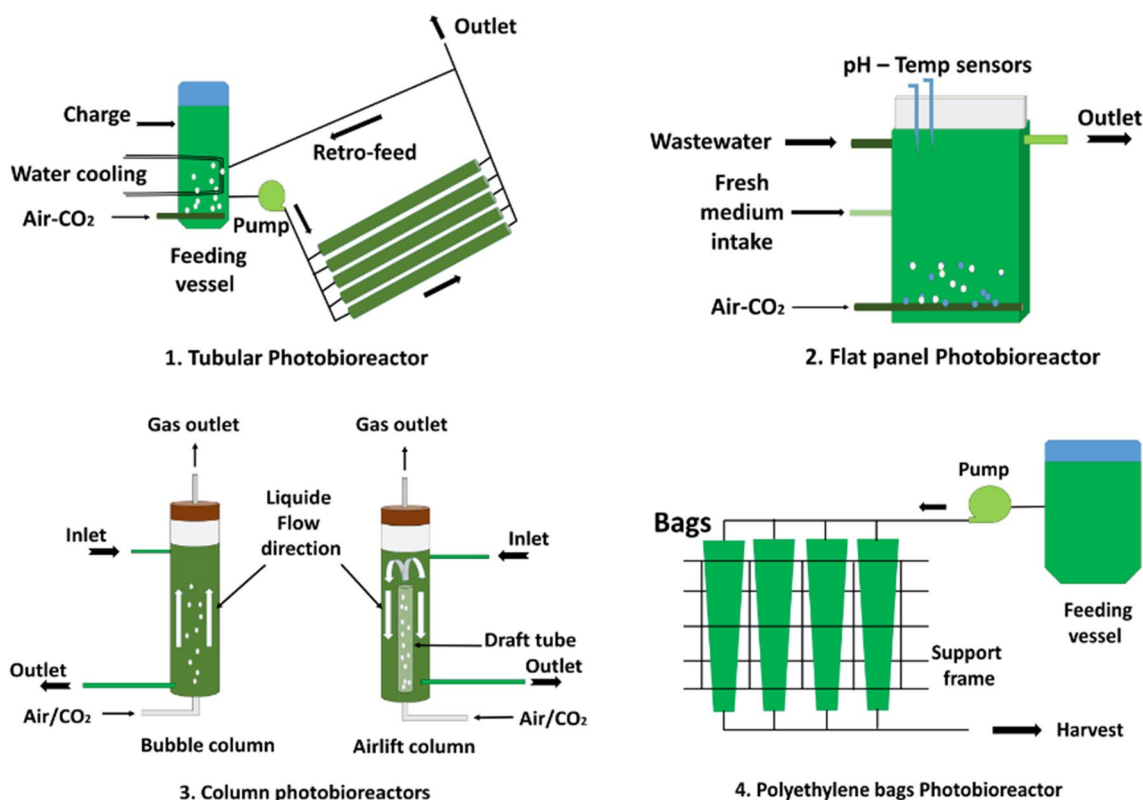 Outlet
Charge
Retro-feed
Water cooling
Air-CO₂
Pump
Feeding
vessel
1. Tubular Photobioreactor
pH – Temp sensors
Wastewater
Outlet
Fresh
medium
intake
Air-CO₂
2. Flat panel Photobioreactor
Gas outlet
Gas outlet
Liquide
Flow
direction
Inlet
Inlet
Draft tube
Outlet
Outlet
Air/CO₂
Air/CO₂
Bubble column
Airlift column
3. Column photobioreactors
Pump
Bags
Feeding
vessel
Support
frame
Harvest
4. Polyethylene bags Photobioreactor